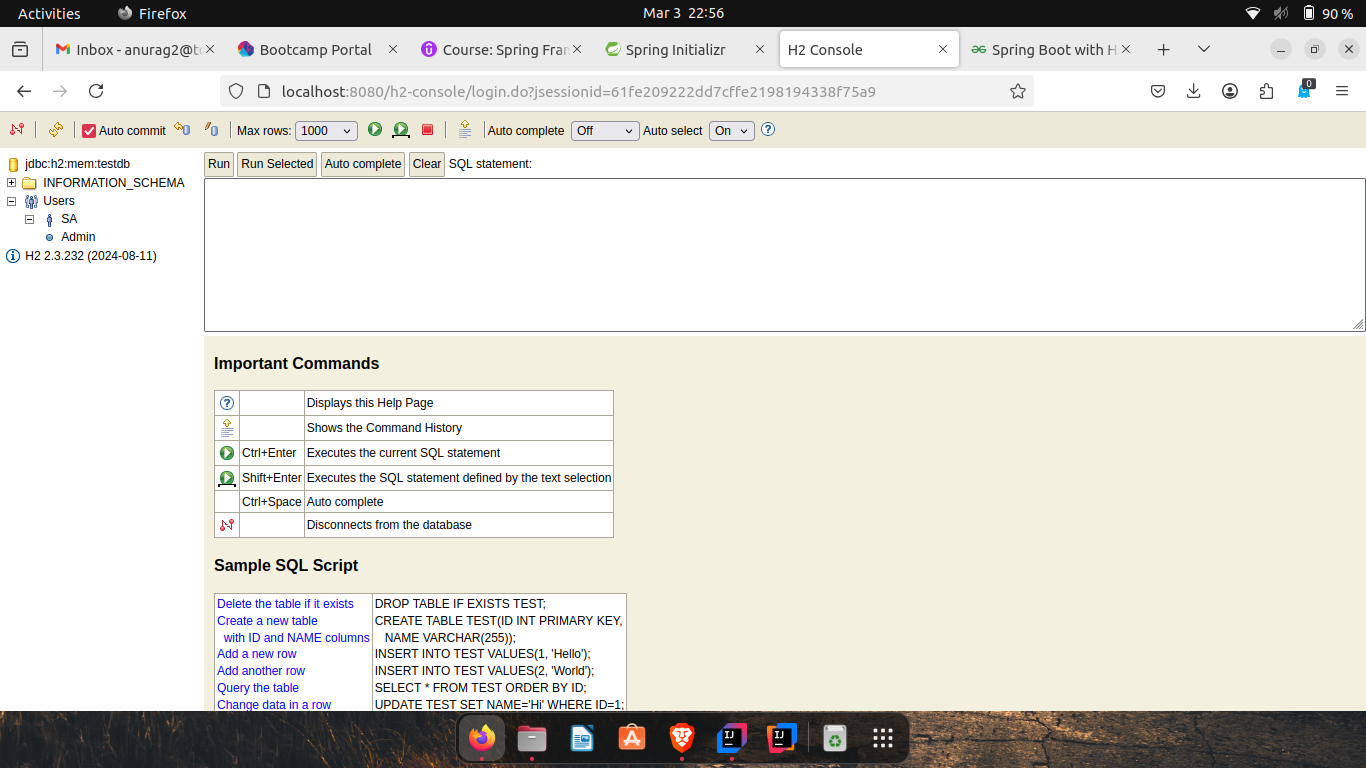 Activities Firefox Mar 3 22:56 90 %
Inbox - anurag2@to Bootcamp Portal Course: Spring Fran Spring Initializr H2 Console Spring Boot with H
localhost:8080/h2-console/login.do?jsessionid=61fe209222dd7cffe2198194338f75a9 0
Auto commit Max rows: 1000 Auto complete Off Auto select On
jdbc:h2:mem:testdb
INFORMATION_SCHEMA
Users
SA
Admin
H2 2.3.232 (2024-08-11)
Run Run Selected Auto complete Clear SQL statement:
Important Commands
Displays this Help Page
Shows the Command History
Ctrl+Enter Executes the current SQL statement
Shift+Enter Executes the SQL statement defined by the text selection
Ctrl+Space Auto complete
Disconnects from the database
Sample SQL Script
Delete the table if it exists DROP TABLE IF EXISTS TEST;
Create a new table CREATE TABLE TEST(ID INT PRIMARY KEY,
with ID and NAME columns NAME VARCHAR(255));
Add a new row INSERT INTO TEST VALUES(1, 'Hello');
Add another row INSERT INTO TEST VALUES(2, 'World');
Query the table SELECT * FROM TEST ORDER BY ID;
Change data in a row UPDATE TEST SET NAME='Hi' WHERE ID=1;
IJ IJ